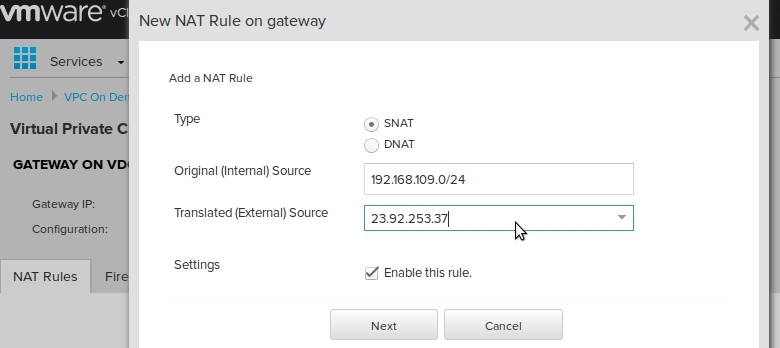 vmware® vCl
New NAT Rule on gateway
Services
Home VPC On Den
Virtual Private C
GATEWAY ON VD
Gateway IP:
Configuration:
NAT Rules Fire
Add a NAT Rule
Type SNAT
DNAT
Original (Internal) Source 192.168.109.0/24
Translated (External) Source 23.92.253.37
Settings Enable this rule.
Next Cancel